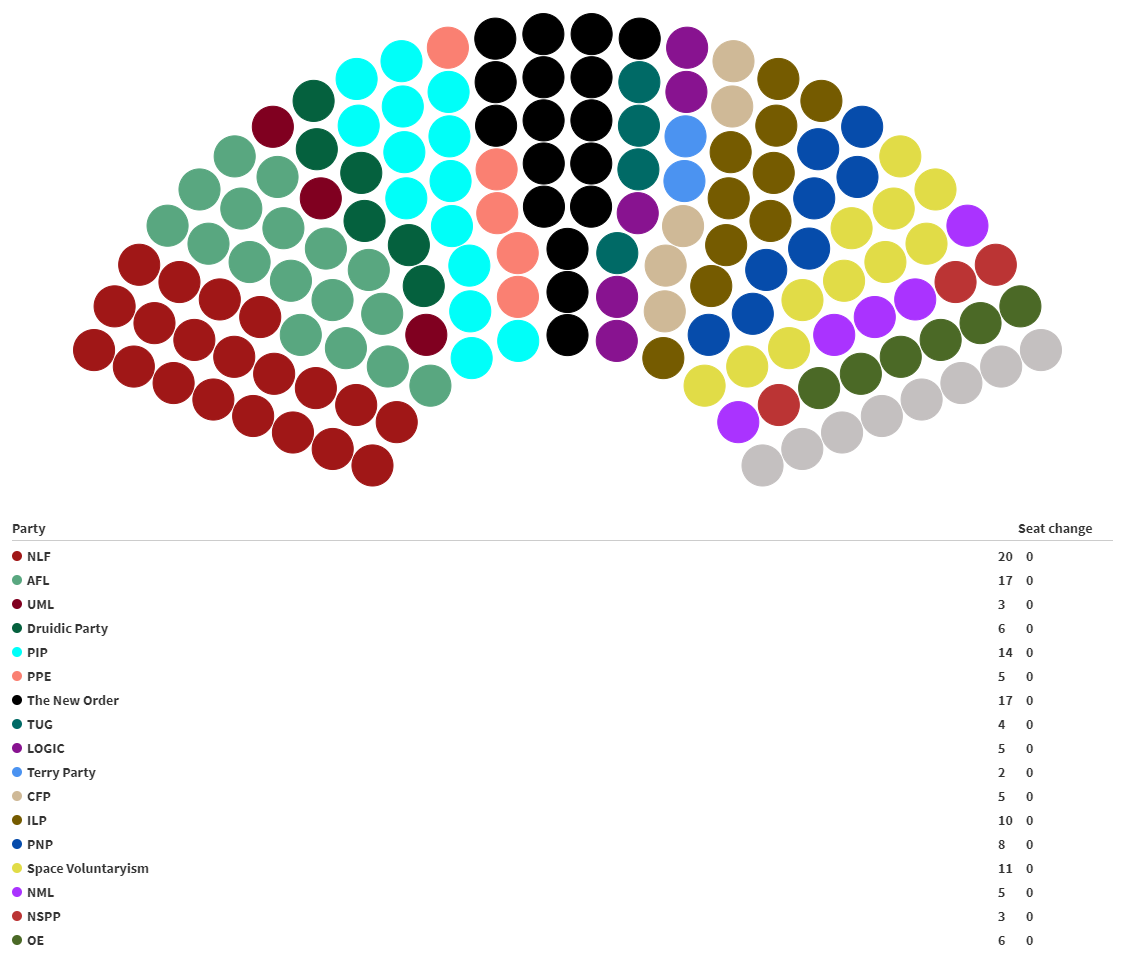 Party Seat change
NLF 20 0
AFL 17 0
UML 3 0
Druidic Party 6 0
PIP 14 0
PPE 5 0
The New Order 17 0
TUG 4 0
LOGIC 5 0
Terry Party 2 0
CFP 5 0
ILP 10 0
PNP 8 0
Space Voluntaryism 11 0
NML 5 0
NSPP 3 0
OE 6 0